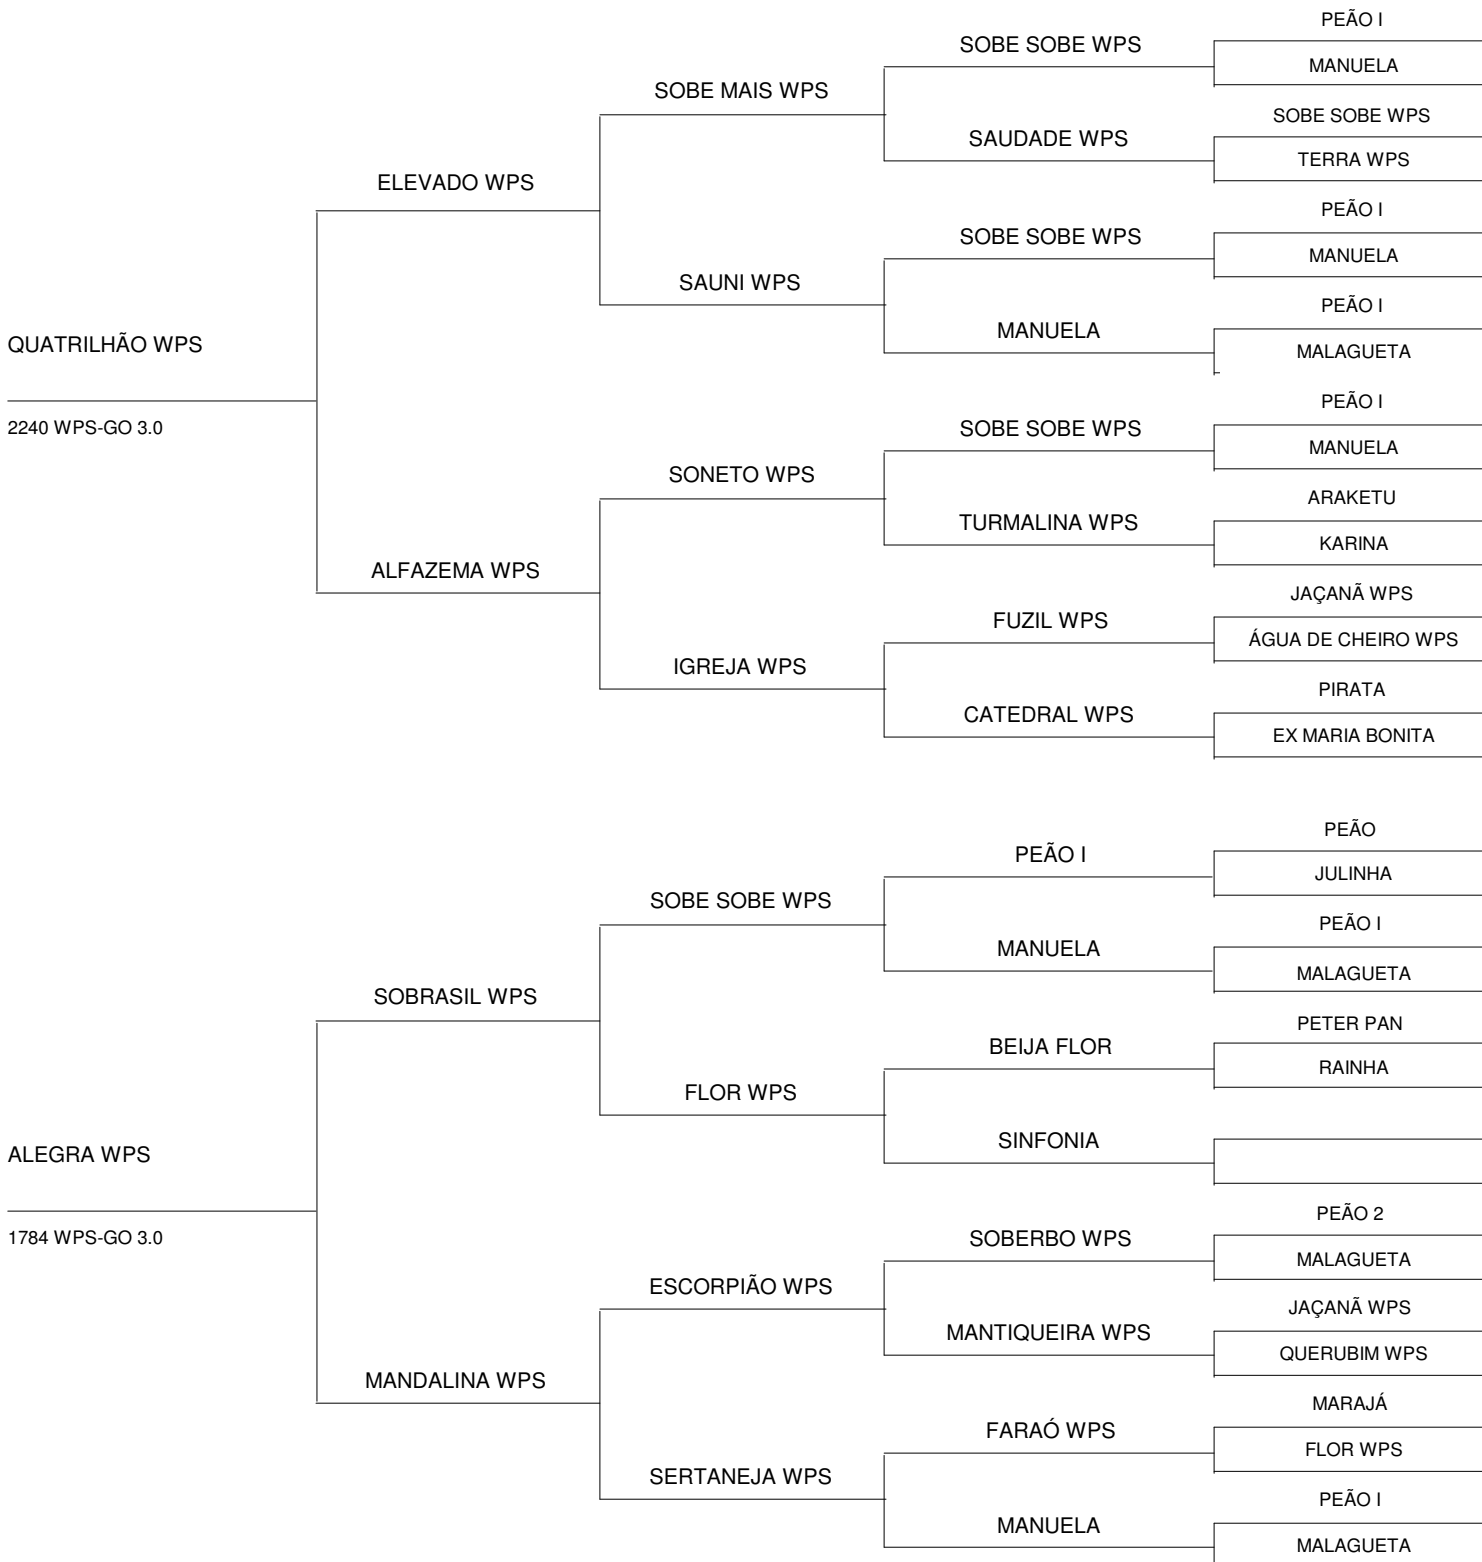 PEÃO I
SOBE SOBE WPS
MANUELA
SOBE MAIS WPS
SOBE SOBE WPS
SAUDADE WPS
TERRA WPS
ELEVADO WPS
PEÃO I
SOBE SOBE WPS
MANUELA
SAUNI WPS
PEÃO I
MANUELA
MALAGUETA
QUATRILHÃO WPS
2240 WPS-GO 3.0
PEÃO I
SOBE SOBE WPS
MANUELA
SONETO WPS
ARAKETU
TURMALINA WPS
KARINA
ALFAZEMA WPS
JAÇANÃ WPS
FUZIL WPS
ÁGUA DE CHEIRO WPS
IGREJA WPS
PIRATA
CATEDRAL WPS
EX MARIA BONITA
PEÃO
PEÃO I
JULINHA
SOBE SOBE WPS
PEÃO I
MANUELA
MALAGUETA
SOBRASIL WPS
PETER PAN
BEIJA FLOR
RAINHA
FLOR WPS
SINFONIA
ALEGRA WPS
1784 WPS-GO 3.0
PEÃO 2
SOBERBO WPS
MALAGUETA
ESCORPIÃO WPS
JAÇANÃ WPS
MANTIQUEIRA WPS
QUERUBIM WPS
MANDALINA WPS
MARAJÁ
FARAÓ WPS
FLOR WPS
SERTANEJA WPS
PEÃO I
MANUELA
MALAGUETA